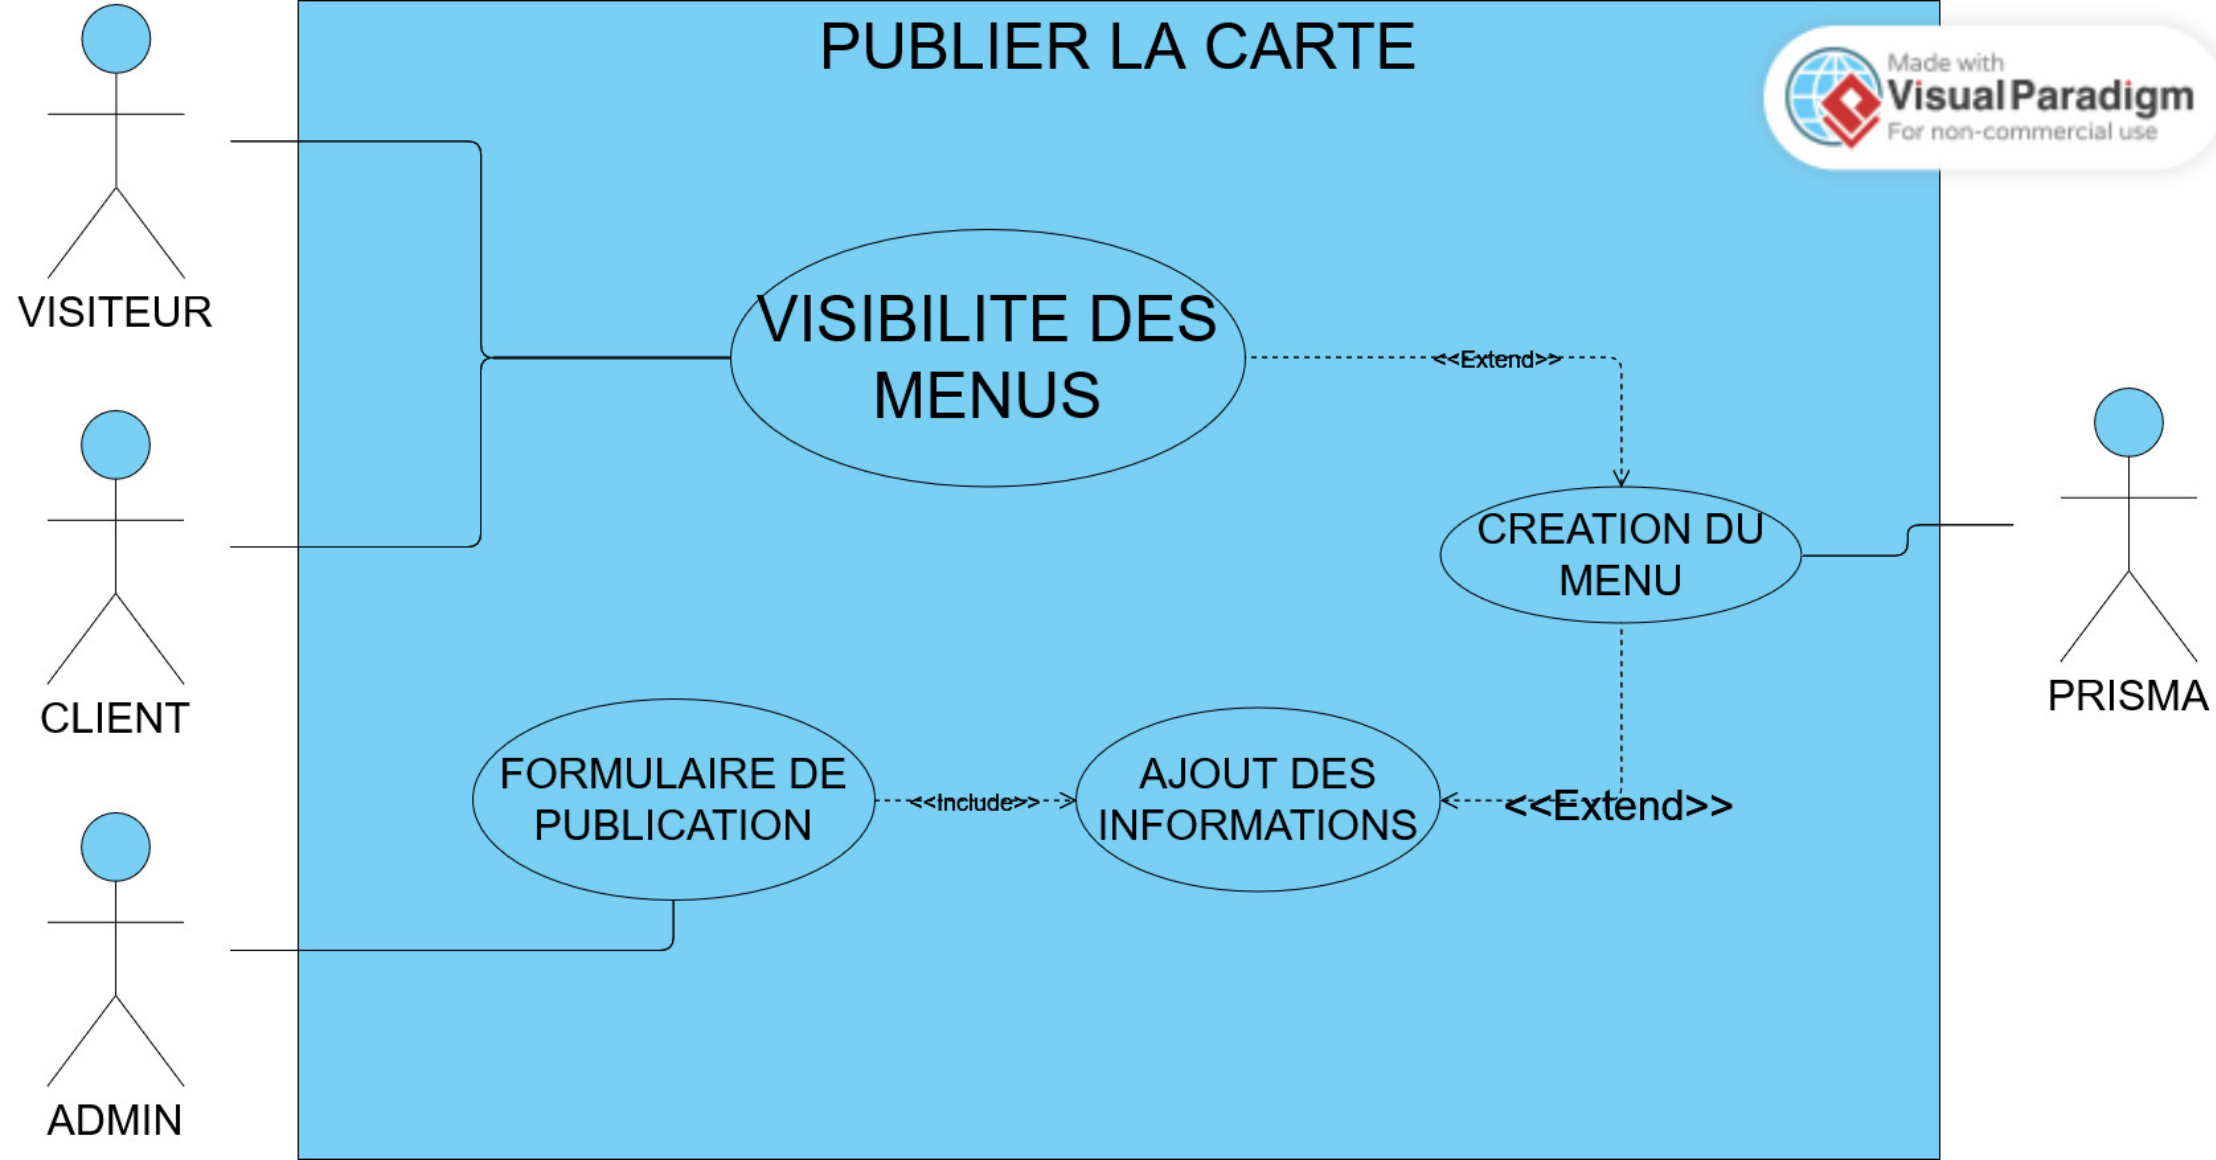 PUBLIER LA CARTE
Made with
Visual Paradigm
For non-commercial use
VISITEUR
VISIBILITE DES
MENUS
<<Extend>>
CREATION DU
MENU
PRISMA
CLIENT
FORMULAIRE DE
PUBLICATION
<<Include>>
AJOUT DES
INFORMATIONS
<<Extend>>
ADMIN